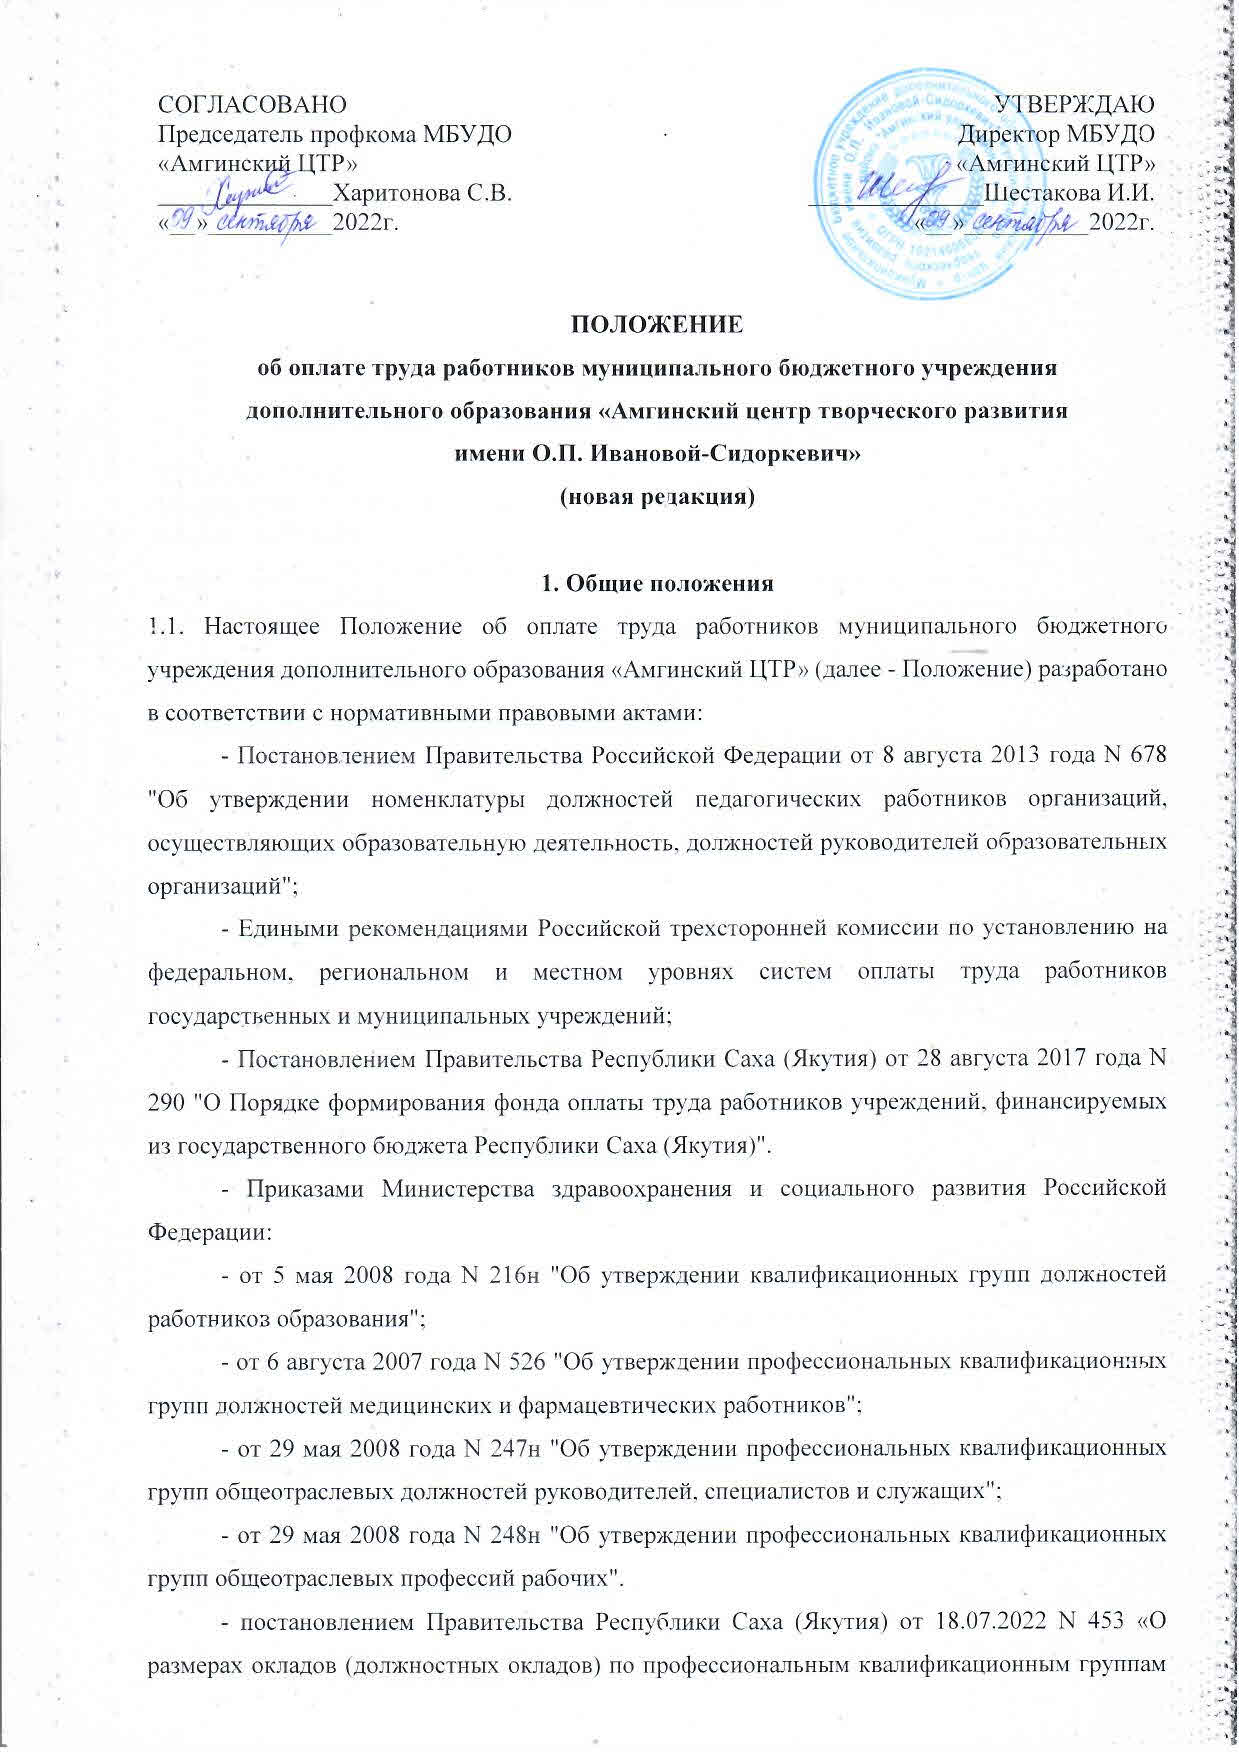 СОГЛАСОВАНО
Председатель профкома МБУДО
«Амгинский ЦТР»
Харитонова С.В.
«09» сентября 2022г.
УТВЕРЖДАЮ
Директор МБУДО
«Амгинский ЦТР»
Шестакова И.И.
«09» сентября 2022г.
ПОЛОЖЕНИЕ
об оплате труда работников муниципального бюджетного учреждения
дополнительного образования «Амгинский центр творческого развития
имени О.П. Ивановой-Сидоркевич»
(новая редакция)
1. Общие положения
1.1. Настоящее Положение об оплате труда работников муниципального бюджетного
учреждения дополнительного образования «Амгинский ЦТР» (далее - Положение) разработано
в соответствии с нормативными правовыми актами:
- Постановлением Правительства Российской Федерации от 8 августа 2013 года N 678
"Об утверждении номенклатуры должностей педагогических работников организаций,
осуществляющих образовательную деятельность, должностей руководителей образовательных
организаций";
- Едиными рекомендациями Российской трехсторонней комиссии по установлению на
федеральном, региональном и местном уровнях систем оплаты труда работников
государственных и муниципальных учреждений;
- Постановлением Правительства Республики Саха (Якутия) от 28 августа 2017 года N
290 "О Порядке формирования фонда оплаты труда работников учреждений, финансируемых
из государственного бюджета Республики Саха (Якутия)".
- Приказами Министерства здравоохранения и социального развития Российской
Федерации:
- от 5 мая 2008 года N 216н "Об утверждении квалификационных групп должностей
работников образования";
- от 6 августа 2007 года N 526 "Об утверждении профессиональных квалификационных
групп должностей медицинских и фармацевтических работников";
- от 29 мая 2008 года N 247н "Об утверждении профессиональных квалификационных
групп общеотраслевых должностей руководителей, специалистов и служащих";
- от 29 мая 2008 года N 248н "Об утверждении профессиональных квалификационных
групп общеотраслевых профессий рабочих".
- постановлением Правительства Республики Саха (Якутия) от 18.07.2022 N 453 «О
размерах окладов (должностных окладов) по профессиональным квалификационным группам